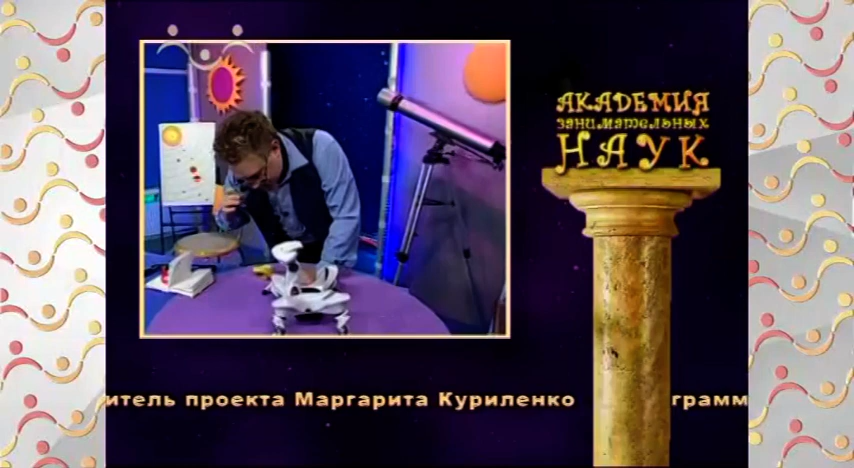 АКАДЕМИЯ
занимательных
НАУК
итель проекта Маргарита Куриленко грамм